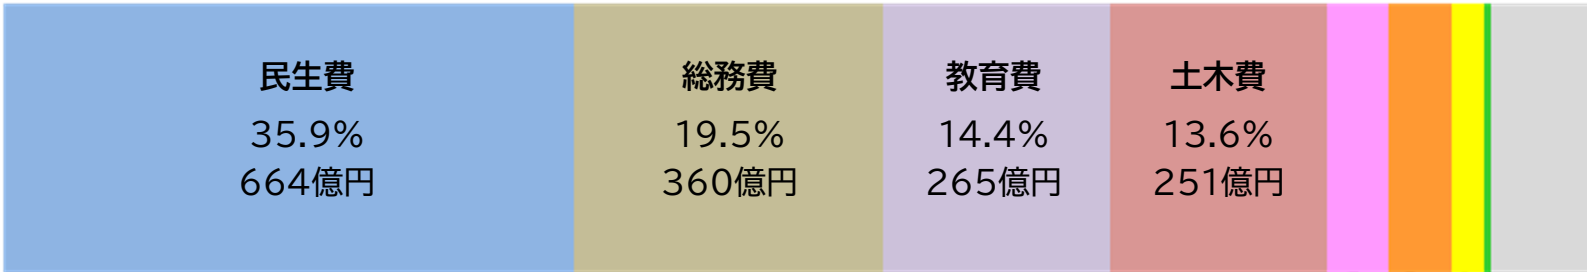 民生費
35.9%
664億円
総務費
19.5%
360億円
教育費
14.4%
265億円
土木費
13.6%
251億円